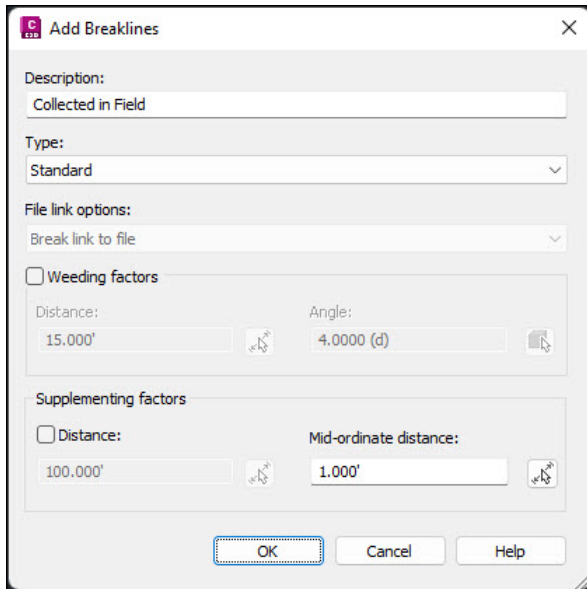 C
C3D
Add Breaklines
Description:
Collected in Field
Type:
Standard
File link options:
Break link to file
Weeding factors
Distance:
Angle:
15.000'
4.0000 (d)
Supplementing factors
Distance:
Mid-ordinate distance:
100.000'
1.000'
OK
Cancel
Help